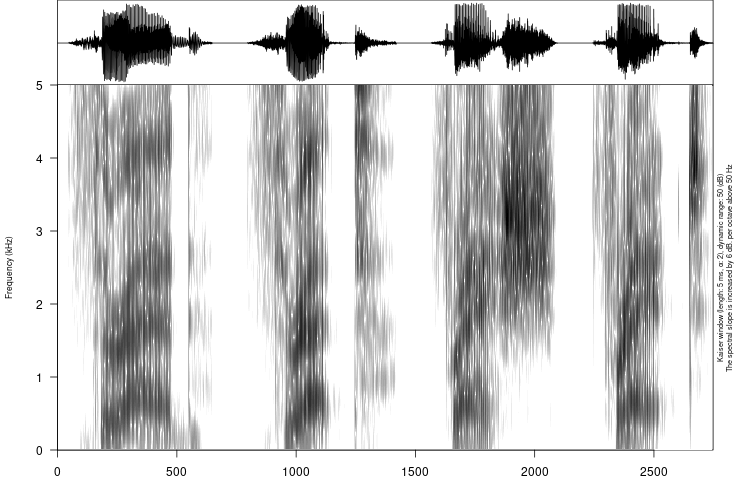 5
4
3
2
1
0
Frequency (kHz)
0 500 1000 1500 2000 2500
Kaiser window (length: 5 ms, α: 2), dynamic range: 50 (dB)
The spectral slope is increased by 6 dB per octave above 50 Hz